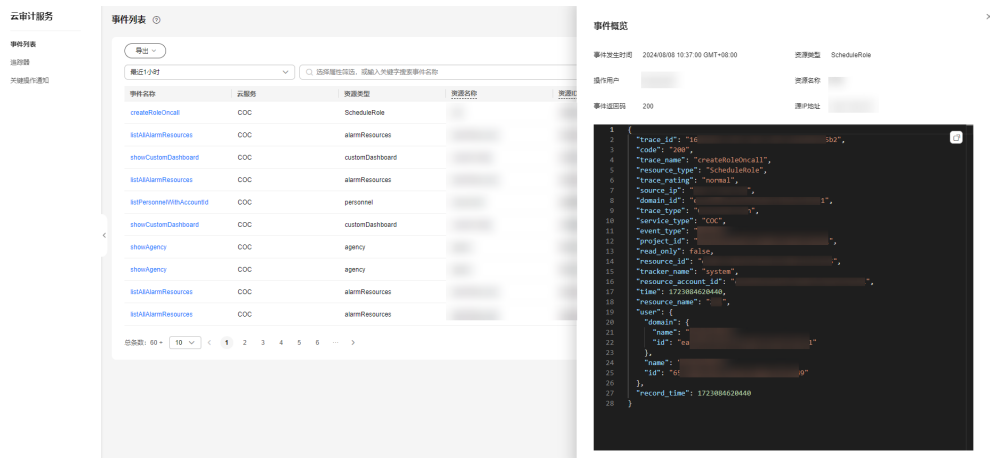 云审计服务
事件列表
追踪器
关键操作通知
事件列表
导出
最近1小时
选择属性筛选，或输入关键字搜索事件名称
事件名称 云服务 资源类型 资源名称 资源ID
createRoleOncall COC ScheduleRole
listAllAlarmResources COC alarmResources
showCustomDashboard COC customDashboard
listAllAlarmResources COC alarmResources
listPersonnelWithAccountId COC personnel
showCustomDashboard COC customDashboard
showAgency COC agency
showAgency COC agency
listAllAlarmResources COC alarmResources
listAllAlarmResources COC alarmResources
总条数：60 10 1 2 3 4 5 6 ···
事件概览
事件发生时间 2024/08/08 10:37:00 GMT+08:00 资源类型 ScheduleRole
操作用户 资源名称
事件返回码 200 源IP地址
1 {
2 "trace_id": "16 5b2",
3 "code": "200",
4 "trace_name": "createRoleOncall",
5 "resource_type": "ScheduleRole",
6 "trace_rating": "normal",
7 "source_ip": " ",
8 "domain_id": " 1",
9 "trace_type": " ",
10 "service_type": "COC",
11 "event_type": "
12 "project_id": " ",
13 "read_only": false,
14 "resource_id": " ",
15 "tracker_name": "system",
16 "resource_account_id": " ",
17 "time": 1723084620440,
18 "resource_name": " ",
19 "user": {
20 "domain": {
21 "name": "
22 "id": "ea 1"
23 },
24 "name":
25 "id": "65 9"
26 },
27 "record_time": 1723084620440
28 }